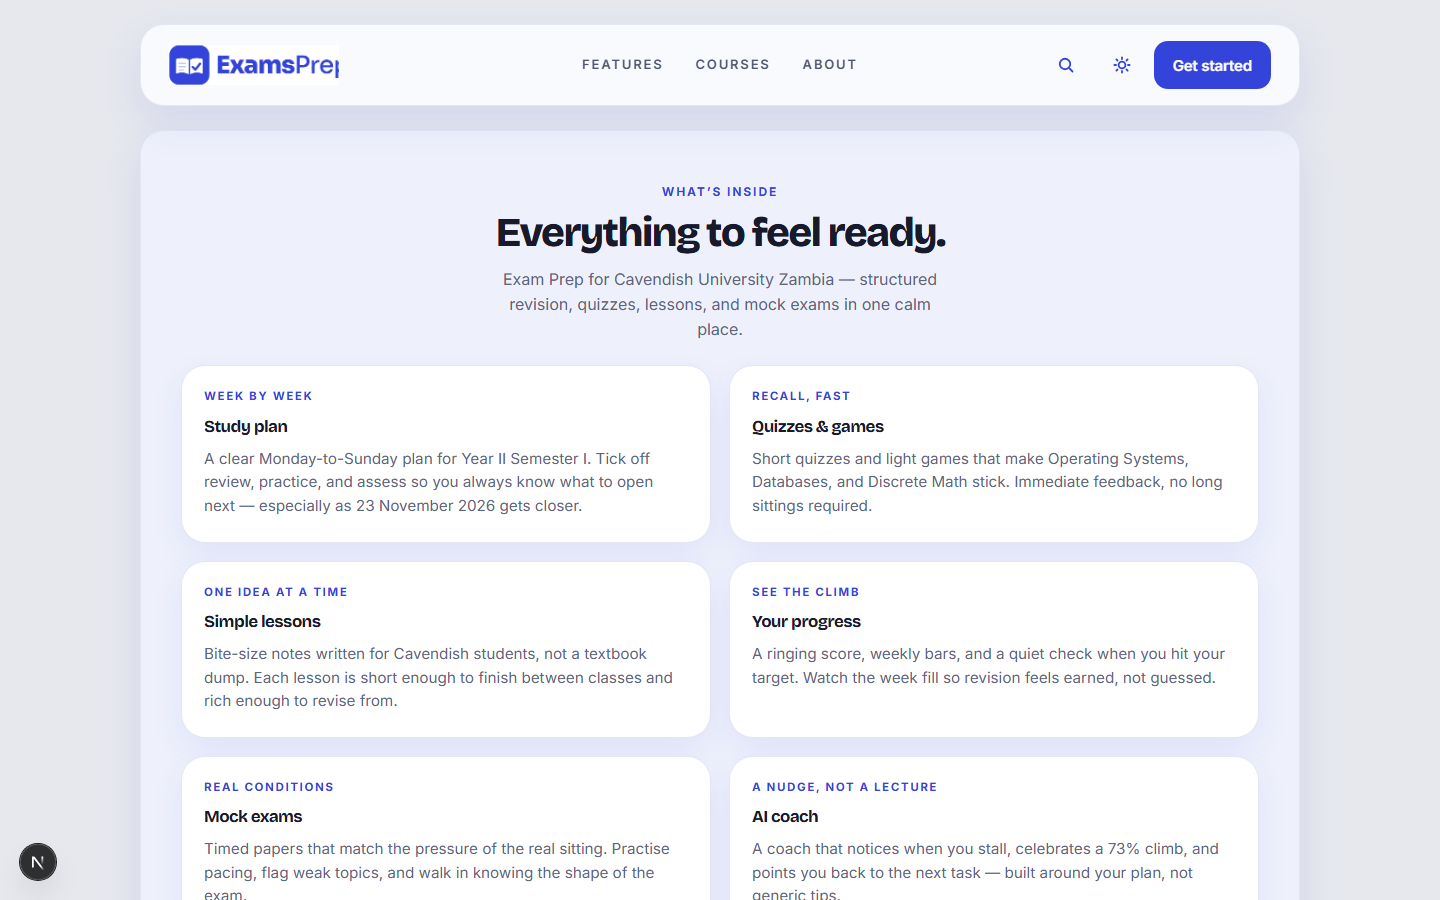 ExamsPrep
FEATURES
COURSES
ABOUT
Get started
WHAT'S INSIDE
Everything to feel ready.
Exam Prep for Cavendish University Zambia — structured
revision, quizzes, lessons, and mock exams in one calm
place.
WEEK BY WEEK
Study plan
A clear Monday-to-Sunday plan for Year II Semester I. Tick off
review, practice, and assess so you always know what to open
next — especially as 23 November 2026 gets closer.
RECALL, FAST
Quizzes & games
Short quizzes and light games that make Operating Systems,
Databases, and Discrete Math stick. Immediate feedback, no long
sittings required.
ONE IDEA AT A TIME
Simple lessons
Bite-size notes written for Cavendish students, not a textbook
dump. Each lesson is short enough to finish between classes and
rich enough to revise from.
SEE THE CLIMB
Your progress
A ringing score, weekly bars, and a quiet check when you hit your
target. Watch the week fill so revision feels earned, not guessed.
REAL CONDITIONS
Mock exams
Timed papers that match the pressure of the real sitting. Practise
pacing, flag weak topics, and walk in knowing the shape of the
exam.
A NUDGE, NOT A LECTURE
AI coach
A coach that notices when you stall, celebrates a 73% climb, and
points you back to the next task — built around your plan, not
generic tips.
N